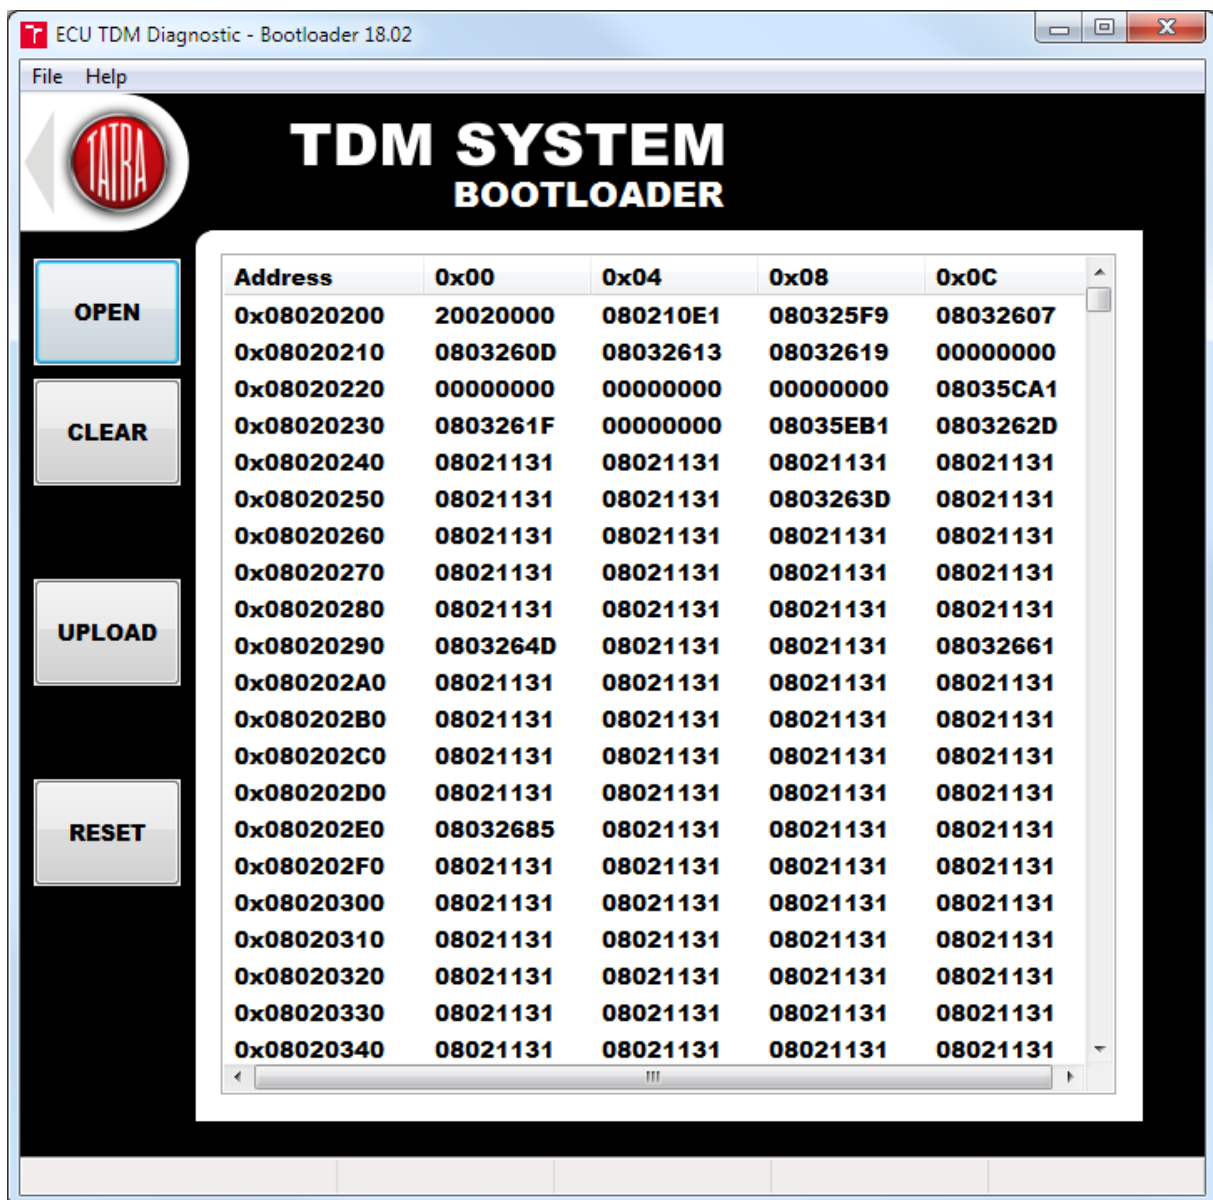 ECU TDM Diagnostic - Bootloader 18.02
File Help
TATRA
TDM SYSTEM
BOOTLOADER
OPEN
CLEAR
UPLOAD
RESET
Address 0x00 0x04 0x08 0x0C
0x08020200 20020000 080210E1 080325F9 08032607
0x08020210 0803260D 08032613 08032619 00000000
0x08020220 00000000 00000000 00000000 08035CA1
0x08020230 0803261F 00000000 08035EB1 0803262D
0x08020240 08021131 08021131 08021131 08021131
0x08020250 08021131 08021131 0803263D 08021131
0x08020260 08021131 08021131 08021131 08021131
0x08020270 08021131 08021131 08021131 08021131
0x08020280 08021131 08021131 08021131 08021131
0x08020290 0803264D 08021131 08021131 08032661
0x080202A0 08021131 08021131 08021131 08021131
0x080202B0 08021131 08021131 08021131 08021131
0x080202C0 08021131 08021131 08021131 08021131
0x080202D0 08021131 08021131 08021131 08021131
0x080202E0 08032685 08021131 08021131 08021131
0x080202F0 08021131 08021131 08021131 08021131
0x08020300 08021131 08021131 08021131 08021131
0x08020310 08021131 08021131 08021131 08021131
0x08020320 08021131 08021131 08021131 08021131
0x08020330 08021131 08021131 08021131 08021131
0x08020340 08021131 08021131 08021131 08021131